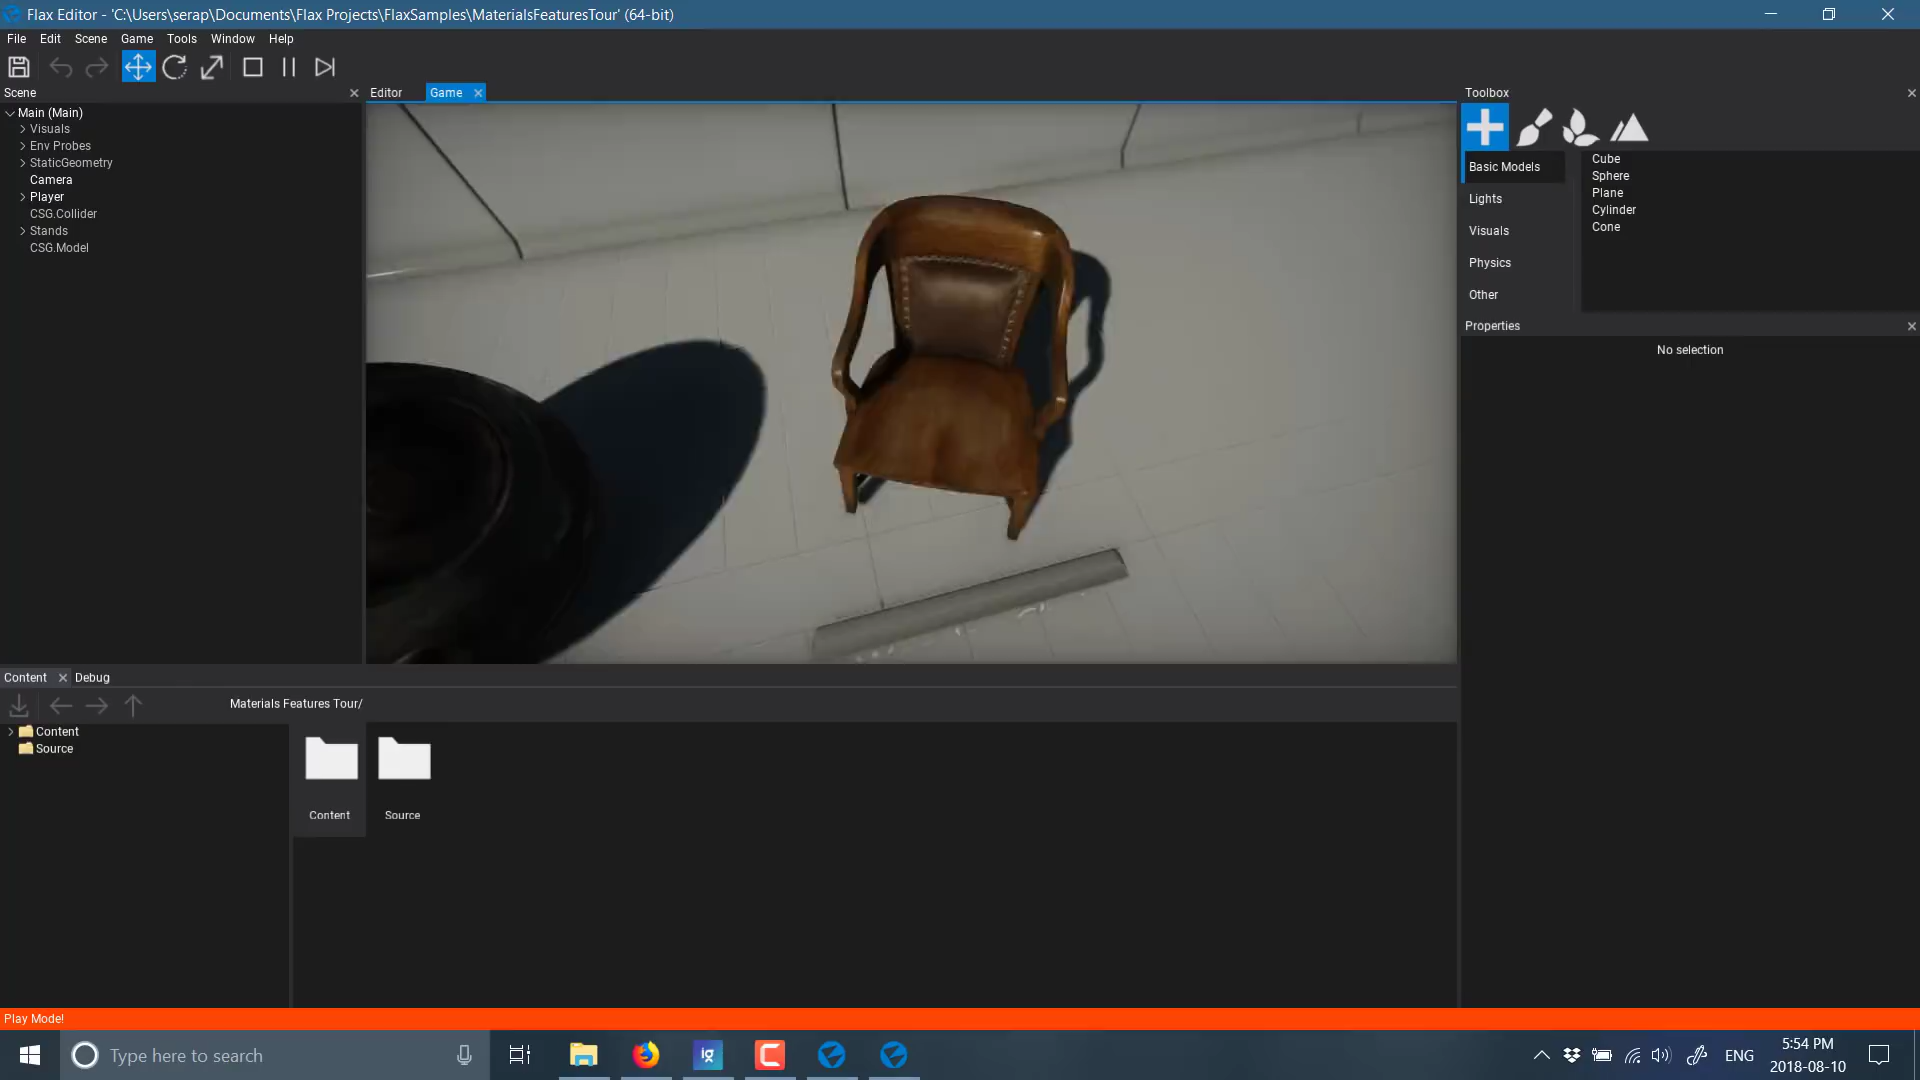 Flax Editor - 'C:\Users\serap\Documents\Flax Projects\FlaxSamples\MaterialsFeaturesTour' (64-bit)
File Edit Scene Game Tools Window Help
Scene
Main (Main)
Visuals
Env Probes
StaticGeometry
Camera
Player
CSG.Collider
Stands
CSG.Model
Editor Game
Toolbox
Basic Models
Lights
Visuals
Physics
Other
Cube
Sphere
Plane
Cylinder
Cone
Properties
No selection
Content Debug
Materials Features Tour/
Content
Source
Content Source
Play Mode!
Type here to search
ig
ENG
5:54 PM
2018-08-10